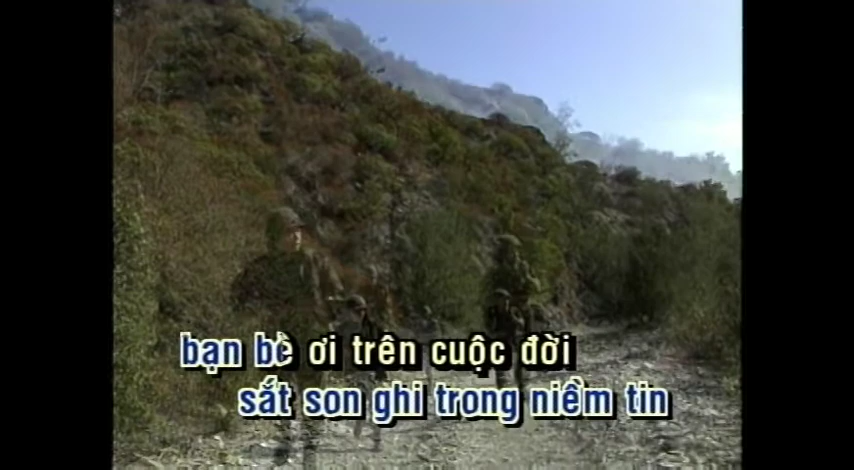 bạn bè ơi trên cuộc đời
sắt son ghi trong niềm tin